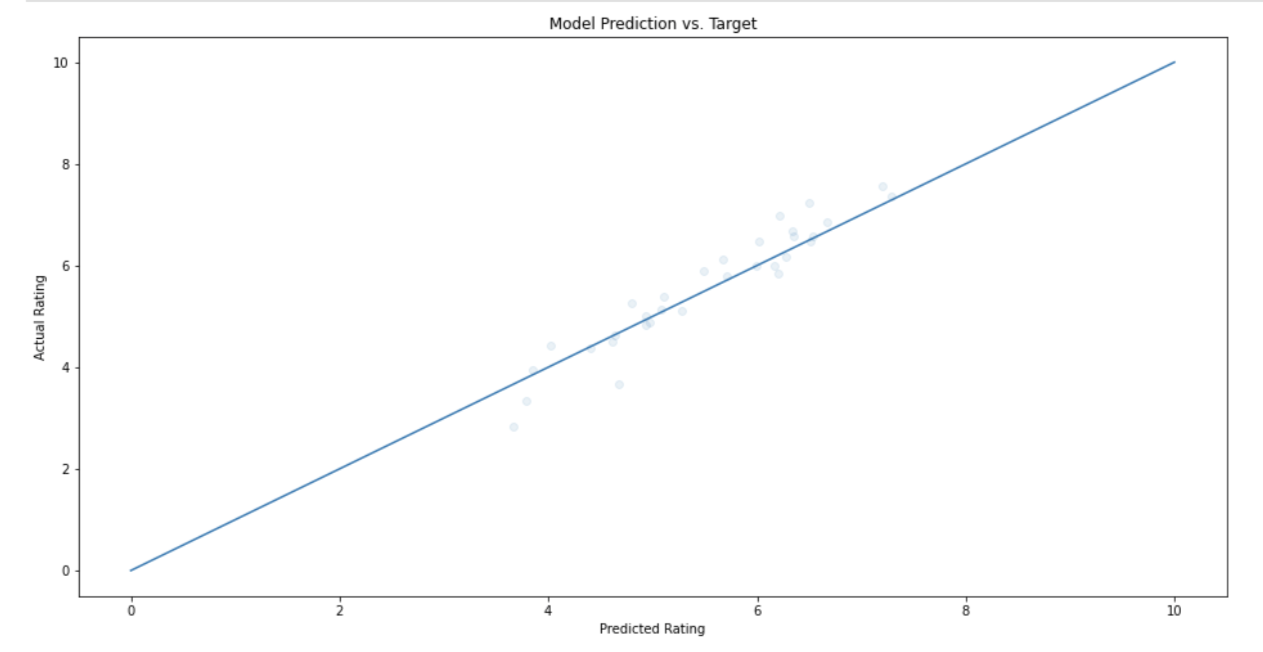 Model Prediction vs. Target
10
8
6
4
2
0
Actual Rating
0 2 4 6 8 10
Predicted Rating